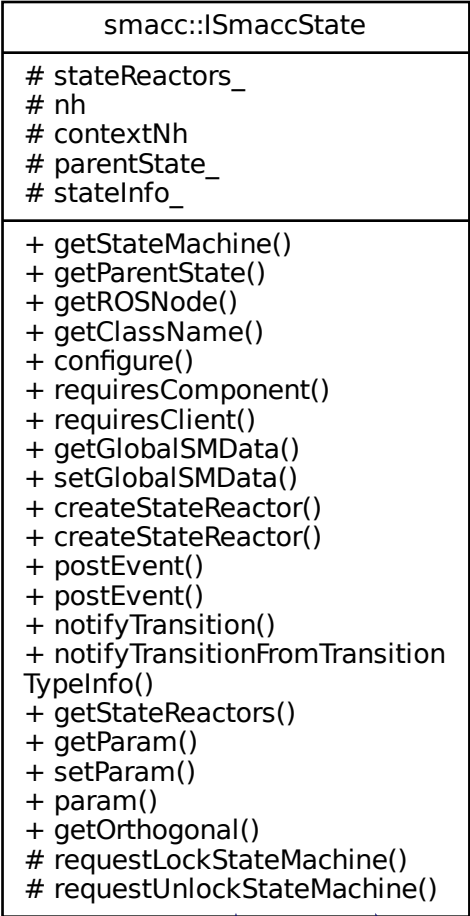 smacc::ISmaccState
# stateReactors_
# nh
# contextNh
# parentState_
# stateInfo_
+ getStateMachine()
+ getParentState()
+ getROSNode()
+ getClassName()
+ configure()
+ requiresComponent()
+ requiresClient()
+ getGlobalSMData()
+ setGlobalSMData()
+ createStateReactor()
+ createStateReactor()
+ postEvent()
+ postEvent()
+ notifyTransition()
+ notifyTransitionFromTransition
TypeInfo()
+ getStateReactors()
+ getParam()
+ setParam()
+ param()
+ getOrthogonal()
# requestLockStateMachine()
# requestUnlockStateMachine()